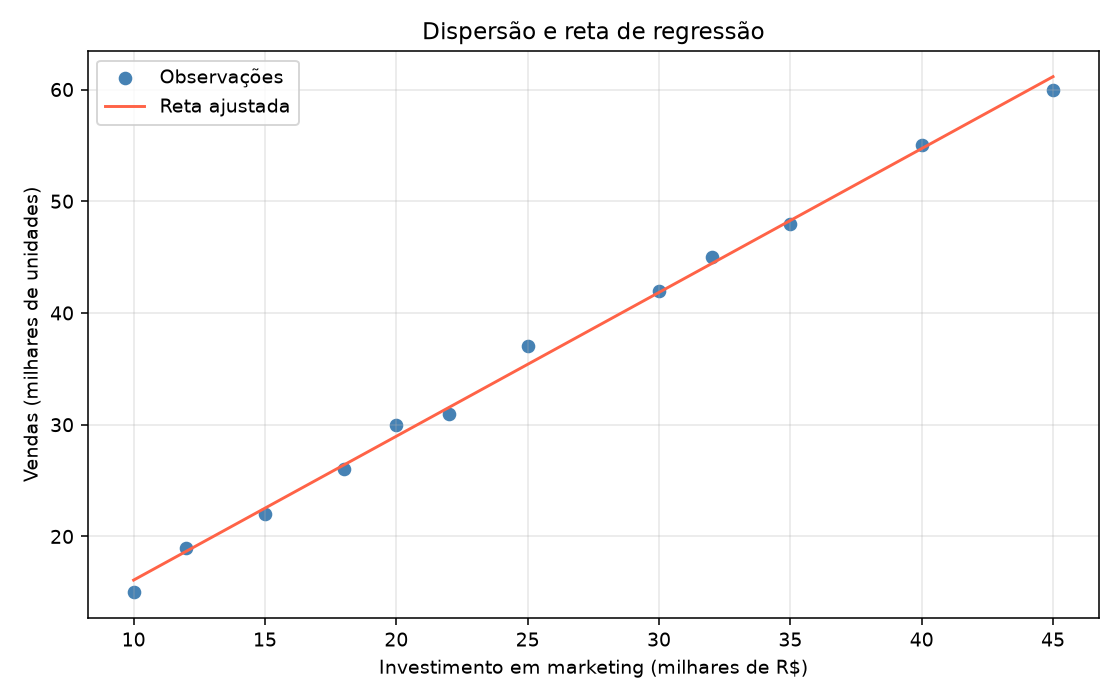 Dispersão e reta de regressão
Observações
Reta ajustada
Vendas (milhares de unidades)
60
50
40
30
20
10 15 20 25 30 35 40 45
Investimento em marketing (milhares de R$)